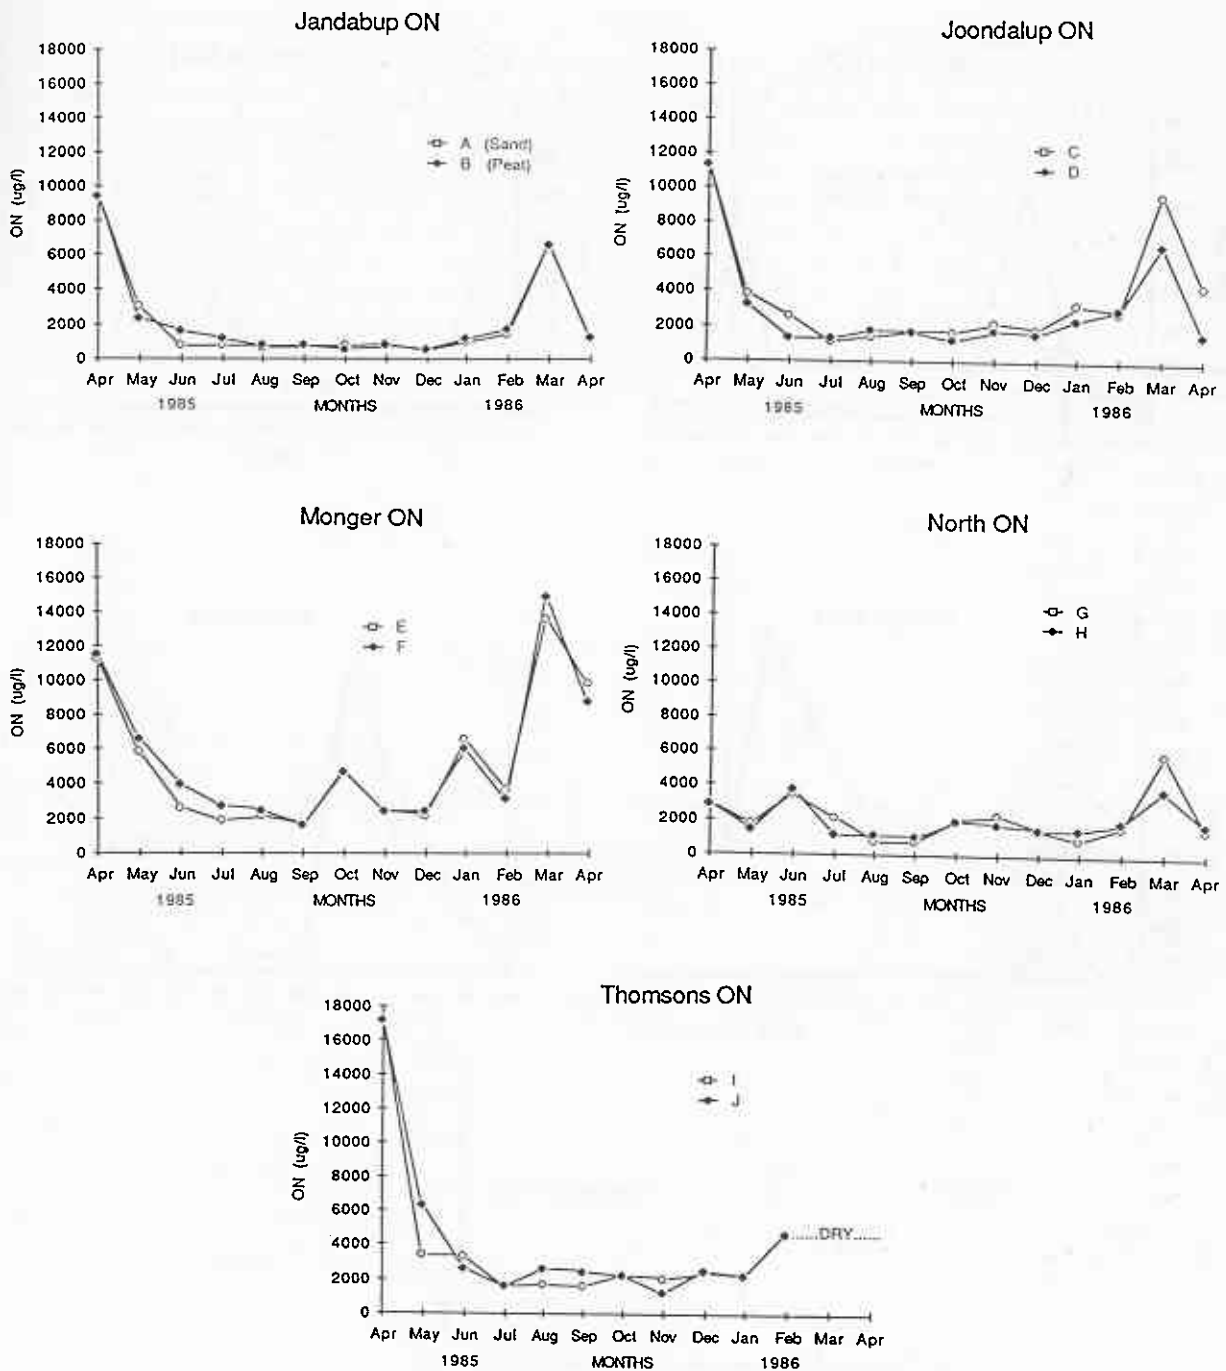 Jandabup ON
18000
16000
14000
12000
10000
8000
6000
4000
2000
0
ON (ug/l)
A (Sand)
B (Peat)
Apr May Jun Jul Aug Sep Oct Nov Dec Jan Feb Mar Apr
1985 MONTHS 1986
Joondalup ON
18000
16000
14000
12000
10000
8000
6000
4000
2000
0
ON (ug/l)
C
D
Apr May Jun Jul Aug Sep Oct Nov Dec Jan Feb Mar Apr
1985 MONTHS 1986
Monger ON
18000
16000
14000
12000
10000
8000
6000
4000
2000
0
ON (ug/l)
E
F
Apr May Jun Jul Aug Sep Oct Nov Dec Jan Feb Mar Apr
1985 MONTHS 1986
North ON
18000
16000
14000
12000
10000
8000
6000
4000
2000
0
ON (ug/l)
G
H
Apr May Jun Jul Aug Sep Oct Nov Dec Jan Feb Mar Apr
1985 MONTHS 1986
Thomsons ON
18000
16000
14000
12000
10000
8000
6000
4000
2000
0
ON (ug/l)
I
J
......DRY......
Apr May Jun Jul Aug Sep Oct Nov Dec Jan Feb Mar Apr
1985 MONTHS 1986